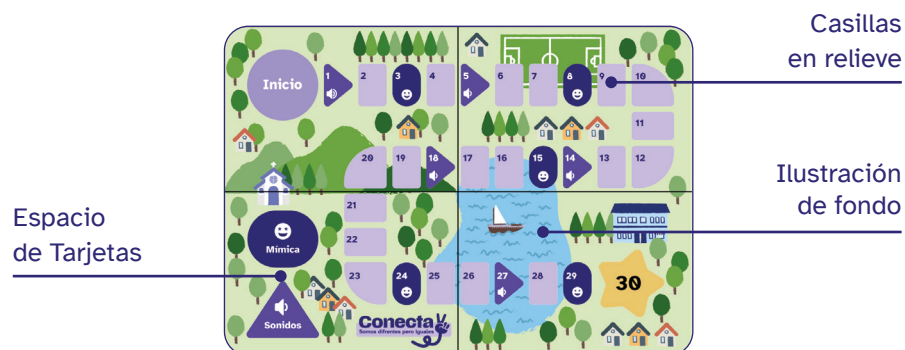 Casillas
en relieve
Inicio
1
2
3
4
5
6
7
8
9
10
11
20
19
18
17
16
15
14
13
12
Ilustración
de fondo
Espacio
de Tarjetas
21
Mímica
22
23
24
25
26
27
28
29
30
Sonidos
Conecta
Somos difrentes pero iguales